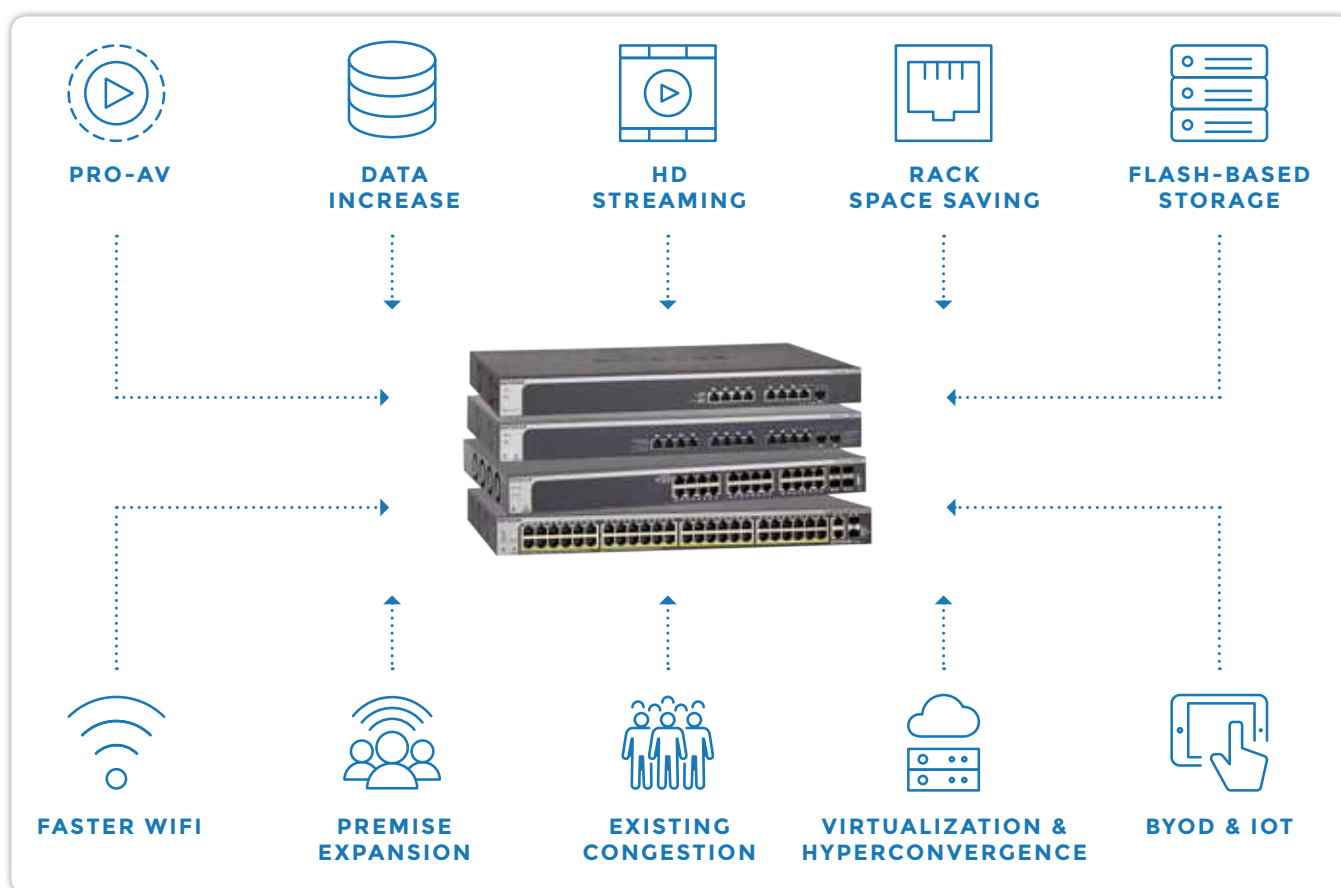 PRO-AV
DATA
INCREASE
HD
STREAMING
RACK
SPACE SAVING
FLASH-BASED
STORAGE
FASTER WIFI
PREMISE
EXPANSION
EXISTING
CONGESTION
VIRTUALIZATION &
HYPERCONVERGENCE
BYOD & IOT